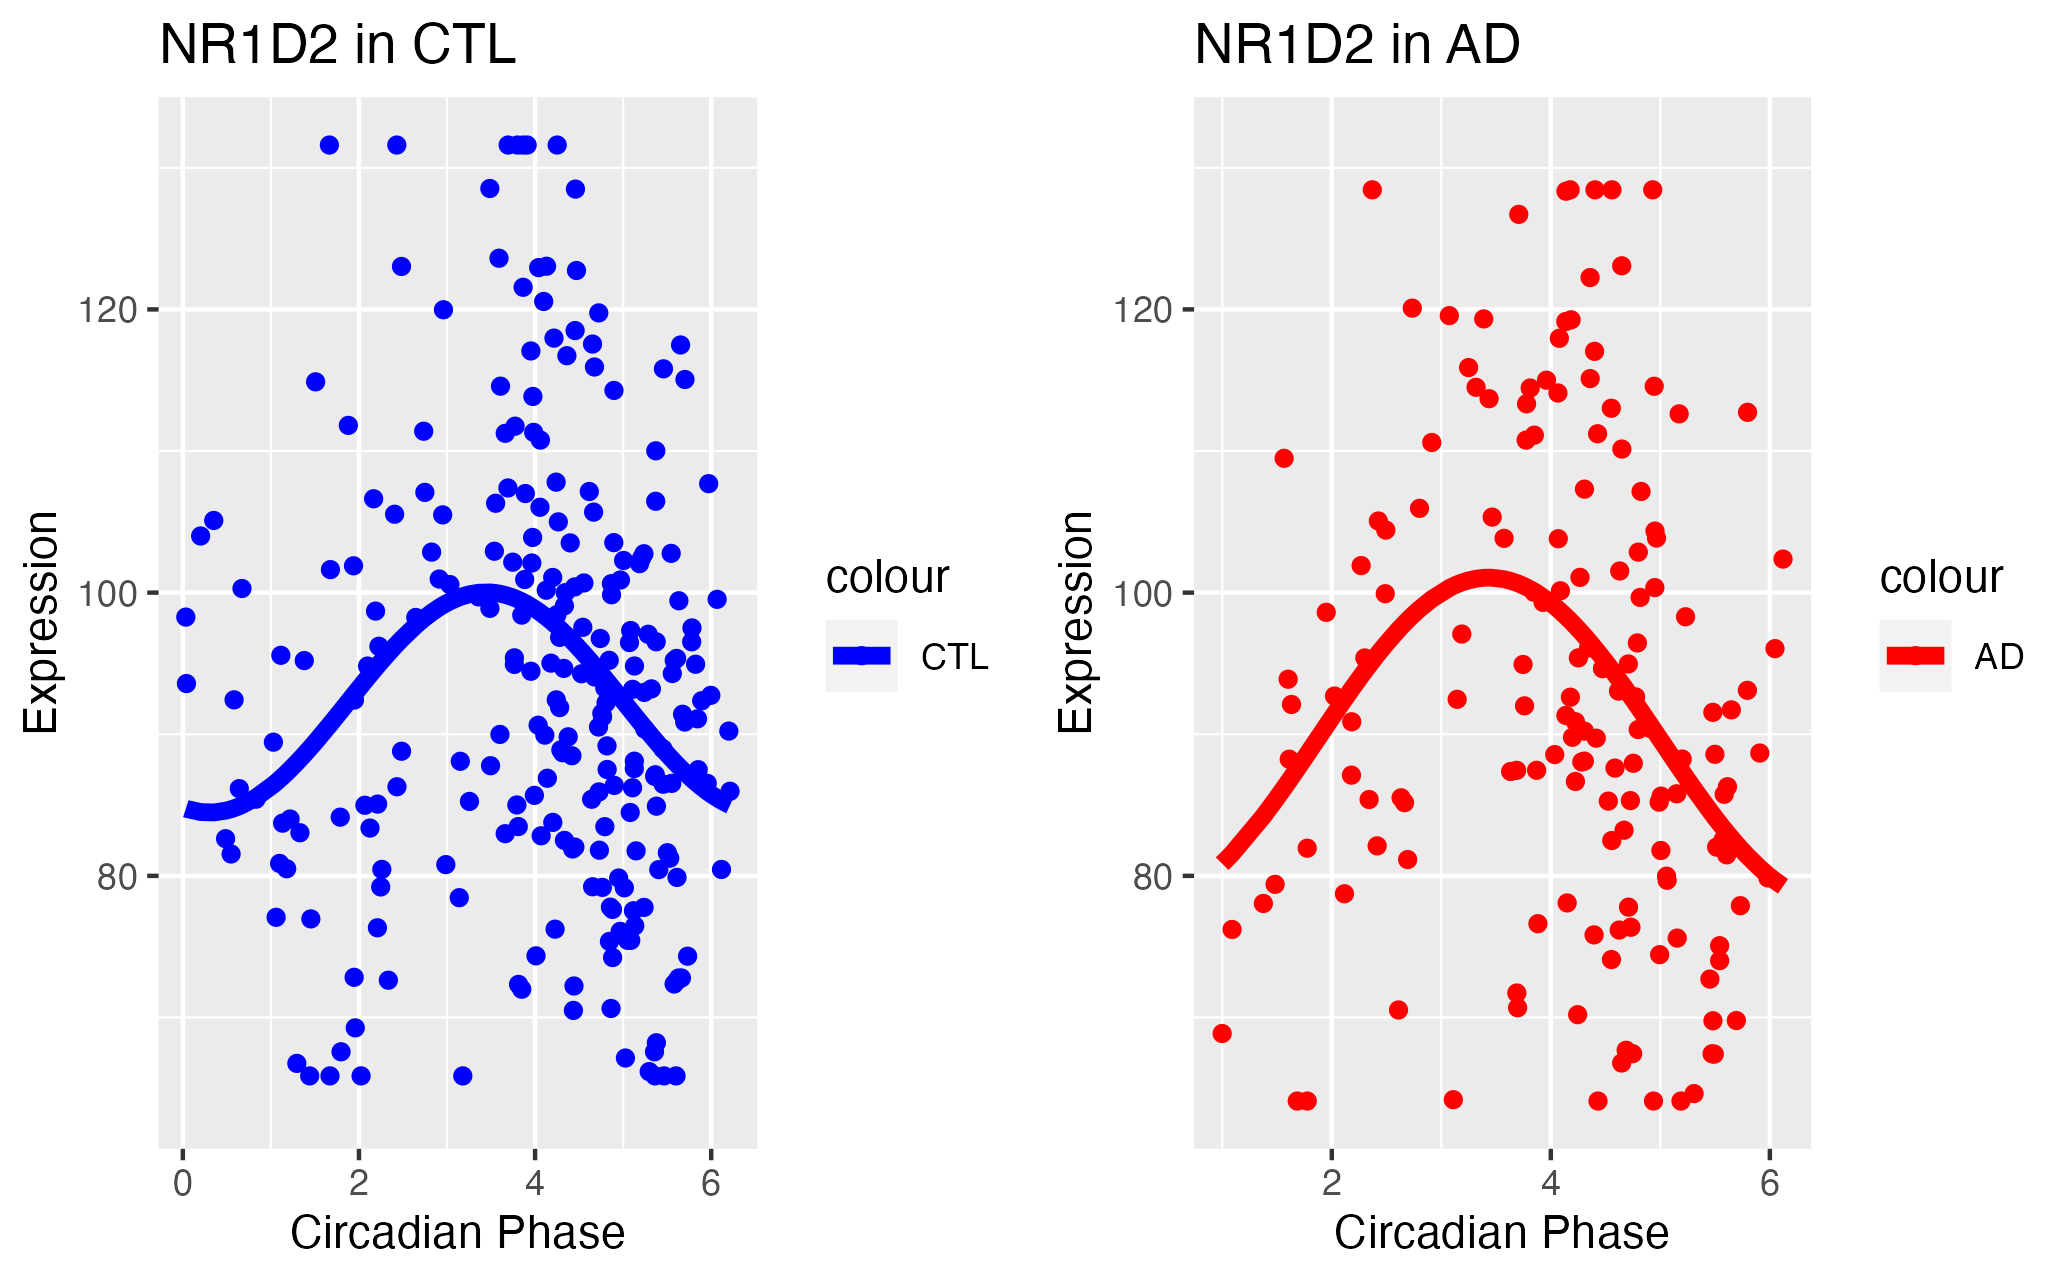 NR1D2 in CTL
Expression
120
100
80
0 2 4 6
Circadian Phase
colour
CTL
NR1D2 in AD
Expression
120
100
80
2 4 6
Circadian Phase
colour
AD